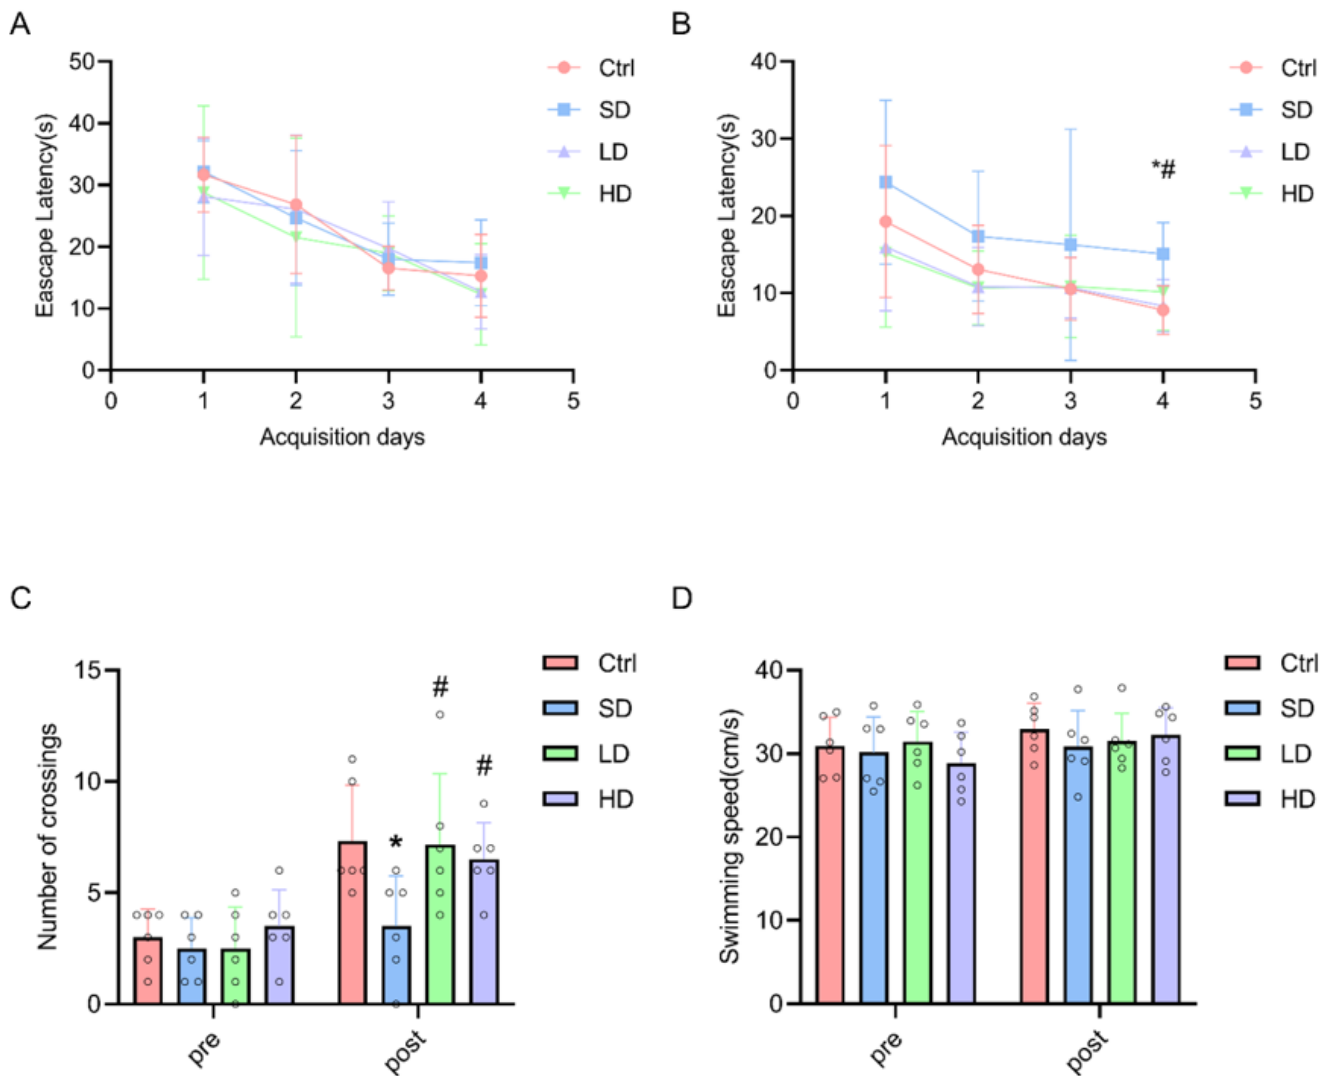 A
50
40
30
20
10
0
Eascape Latency(s)
0 1 2 3 4 5
Acquisition days
Ctrl
SD
LD
HD
B
40
30
20
10
0
Eascape Latency(s)
*#
0 1 2 3 4 5
Acquisition days
Ctrl
SD
LD
HD
C
15
10
5
0
Number of crossings
#
#
*
pre post
Ctrl
SD
LD
HD
D
40
30
20
10
0
Swimming speed(cm/s)
pre post
Ctrl
SD
LD
HD